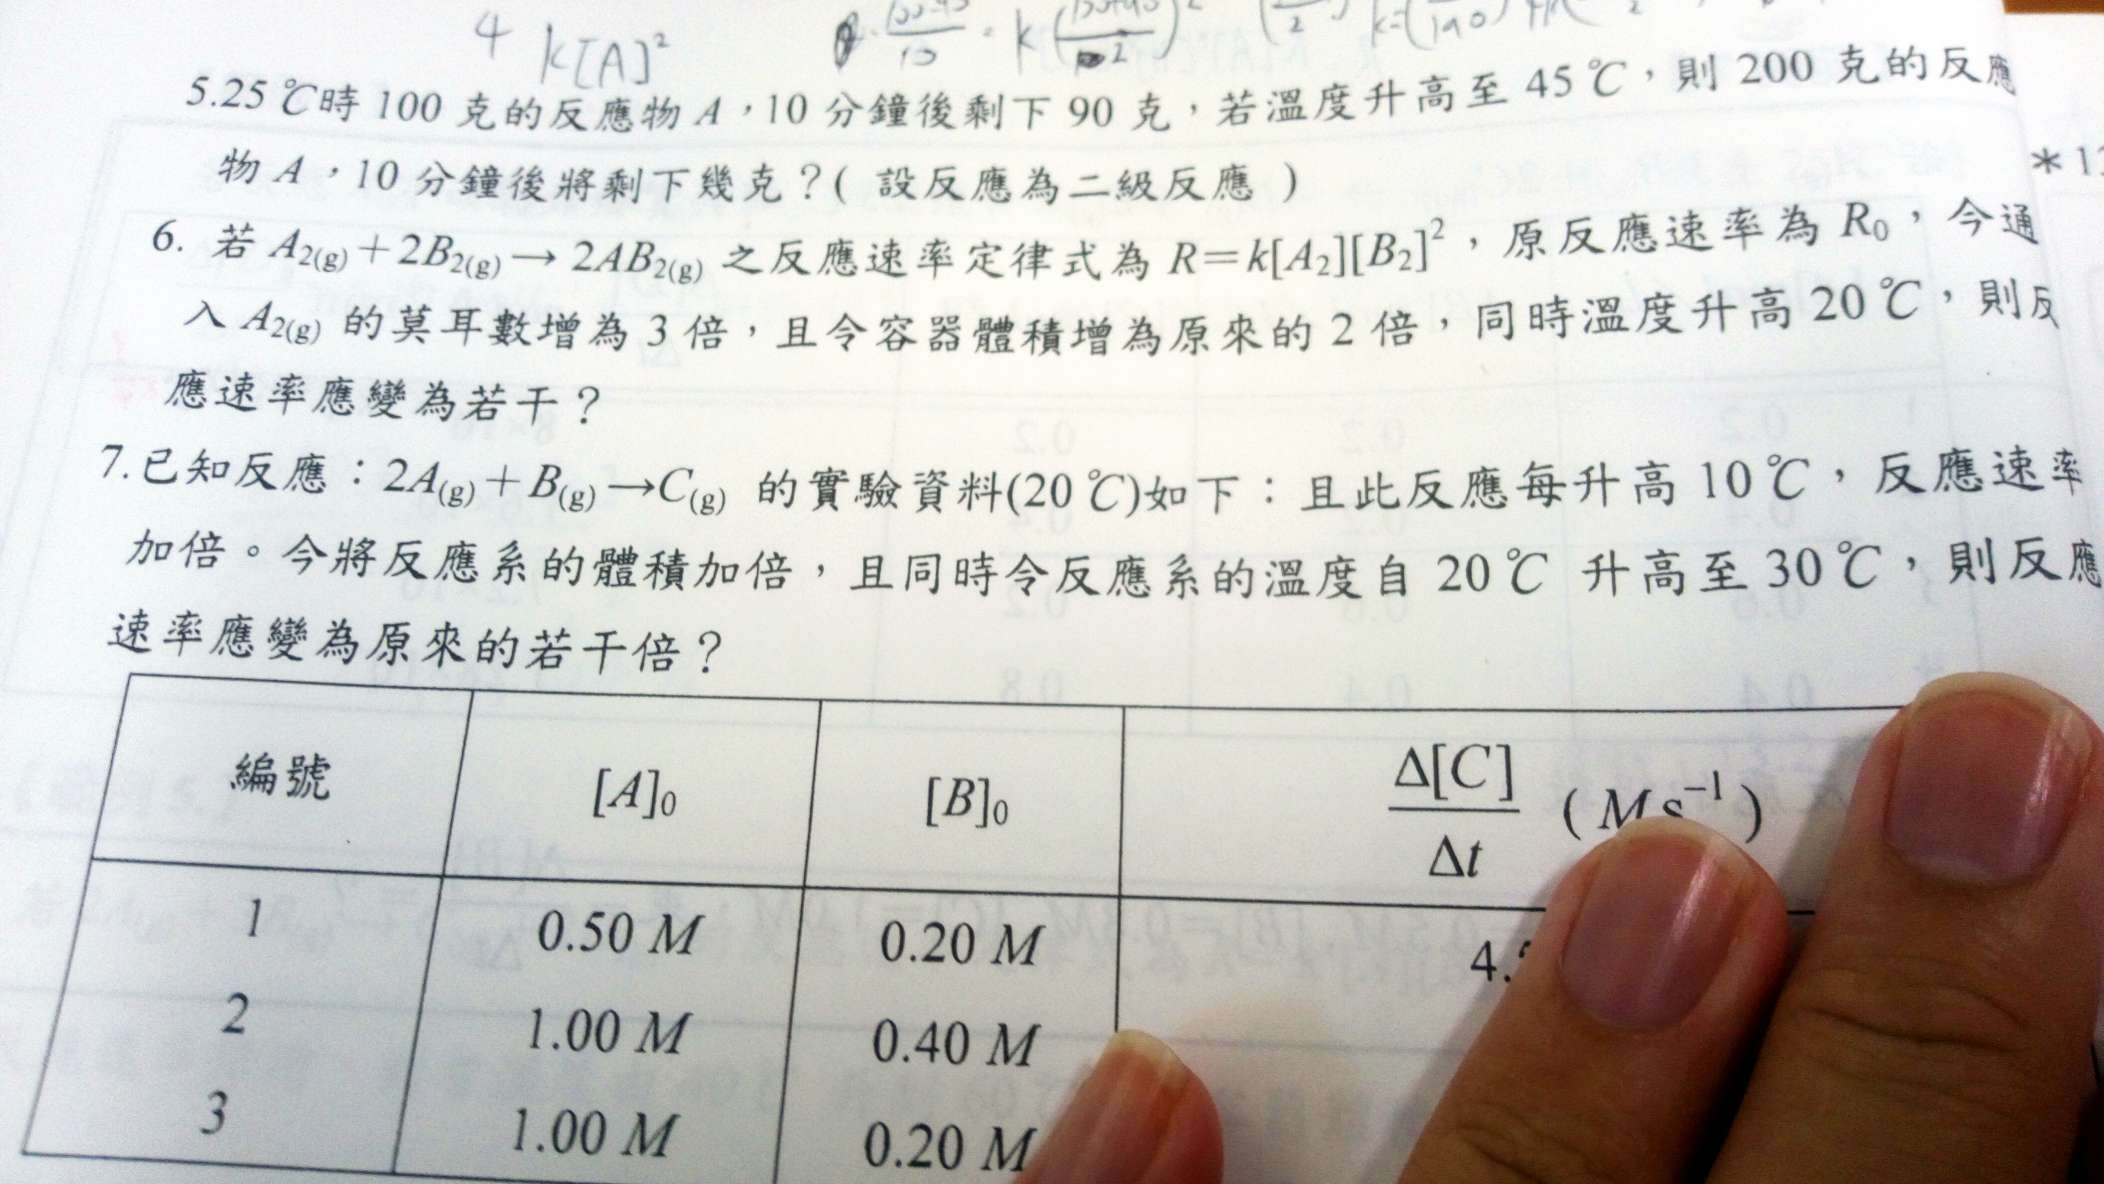 4 k[A]²
5.25℃時 100 克的反應物 A，10 分鐘後剩下 90 克，若溫度升高至 45℃，則 200 克的反應
物 A，10 分鐘後將剩下幾克？( 設反應為二級反應 )
＊1
6. 若 A₂(g)＋2B₂(g)→ 2AB₂(g) 之反應速率定律式為 R＝k[A₂][B₂]²，原反應速率為 R₀，今通
入 A₂(g) 的莫耳數增為 3 倍，且令容器體積增為原來的 2 倍，同時溫度升高 20℃，則反
應速率應變為若干？
7.已知反應：2A(g)＋B(g)→C(g) 的實驗資料(20℃)如下：且此反應每升高 10℃，反應速率
加倍。今將反應系的體積加倍，且同時令反應系的溫度自 20℃ 升高至 30℃，則反應
速率應變為原來的若干倍？
編號 [A]₀ [B]₀ Δ[C]/Δt (M s⁻¹)
1 0.50 M 0.20 M 4.
2 1.00 M 0.40 M
3 1.00 M 0.20 M